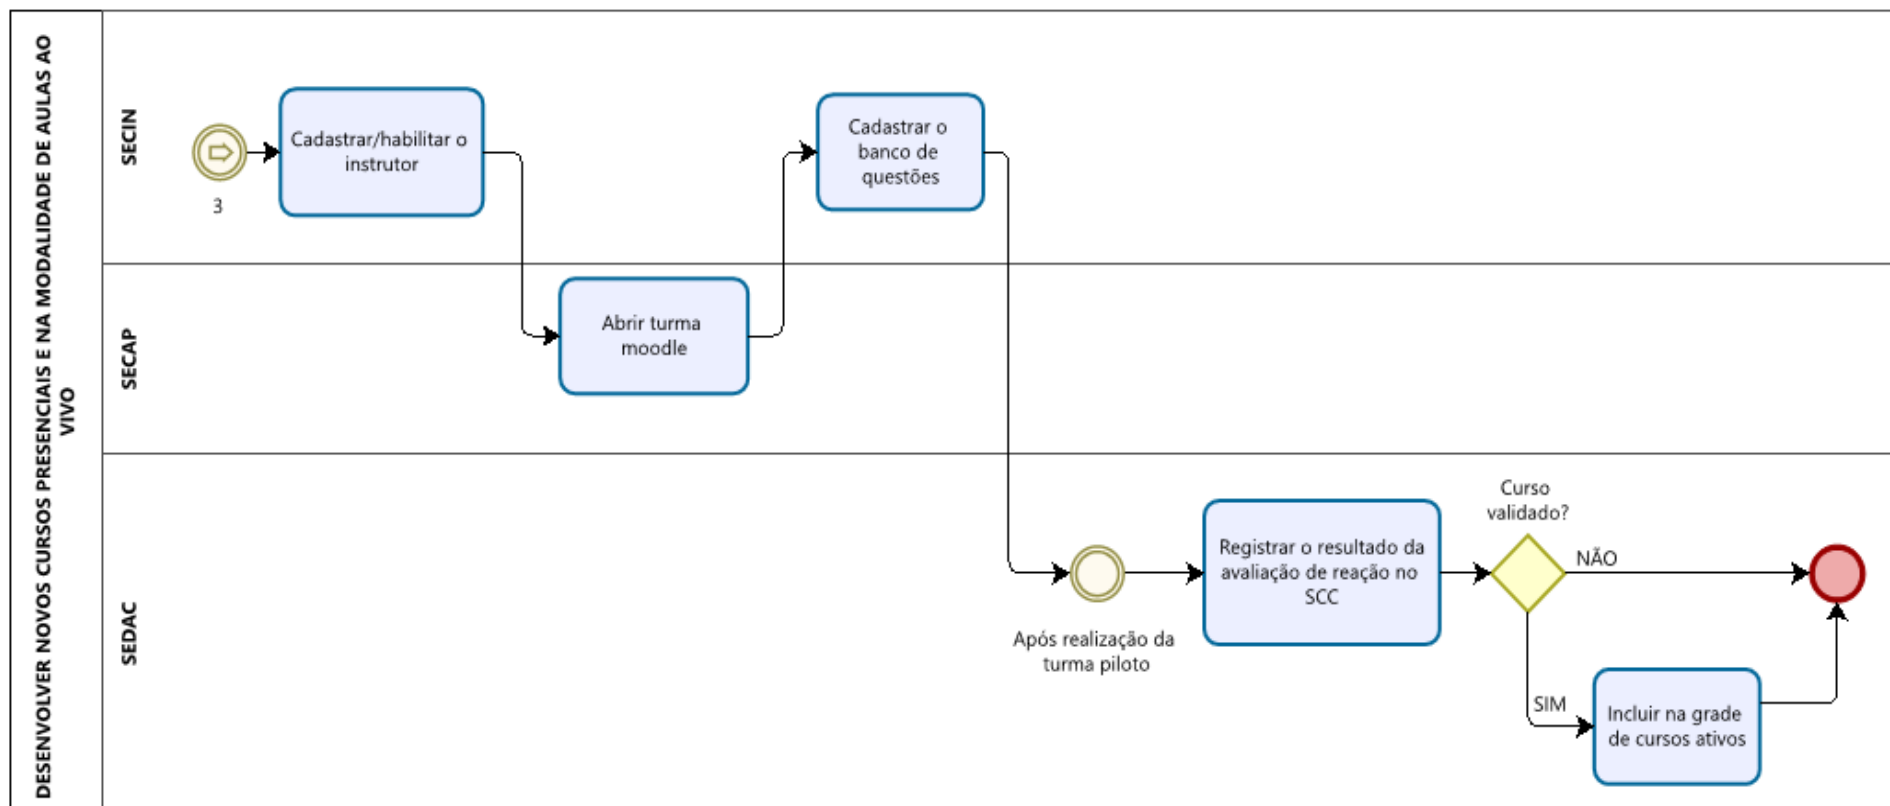 DESENVOLVER NOVOS CURSOS PRESENCIAIS E NA MODALIDADE DE AULAS AO
VIVO
SECIN
3
Cadastrar/habilitar o
instrutor
Cadastrar o
banco de
questões
SECAP
Abrir turma
moodle
SEDAC
Após realização da
turma piloto
Registrar o resultado da
avaliação de reação no
SCC
Curso
validado?
NÃO
SIM
Incluir na grade
de cursos ativos